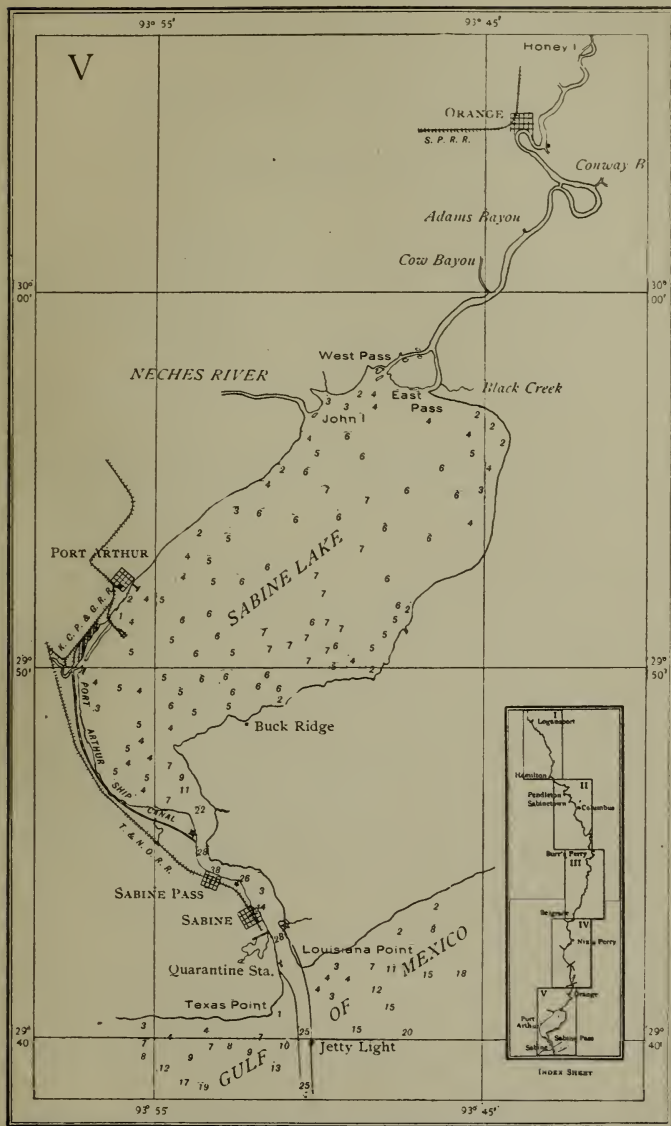 93° 55'
93° 45'
V
Honey I
ORANGE
S. P. R. R.
Conway B
Adams Bayou
Cow Bayou
30°
00'
30°
00'
West Pass
NECHES RIVER
East
Pass
Black Creek
John I
PORT ARTHUR
SABINE LAKE
K. C. P. & G. R. R.
29°
50'
29°
50'
PORT ARTHUR SHIP CANAL
Buck Ridge
T. & N. O. R. R.
SABINE PASS
SABINE
Quarantine Sta.
Louisiana Point
Texas Point
GULF OF MEXICO
Jetty Light
29°
40'
29°
40'
I
Logansport
Hamilton
II
Pendleton
Sabinetown
Columbus
Burr's Ferry
III
Belgrade
IV
Nixs Ferry
V
Orange
Port
Arthur
Sabine Pass
Sabine
INDEX SHEET
93° 55'
93° 45'